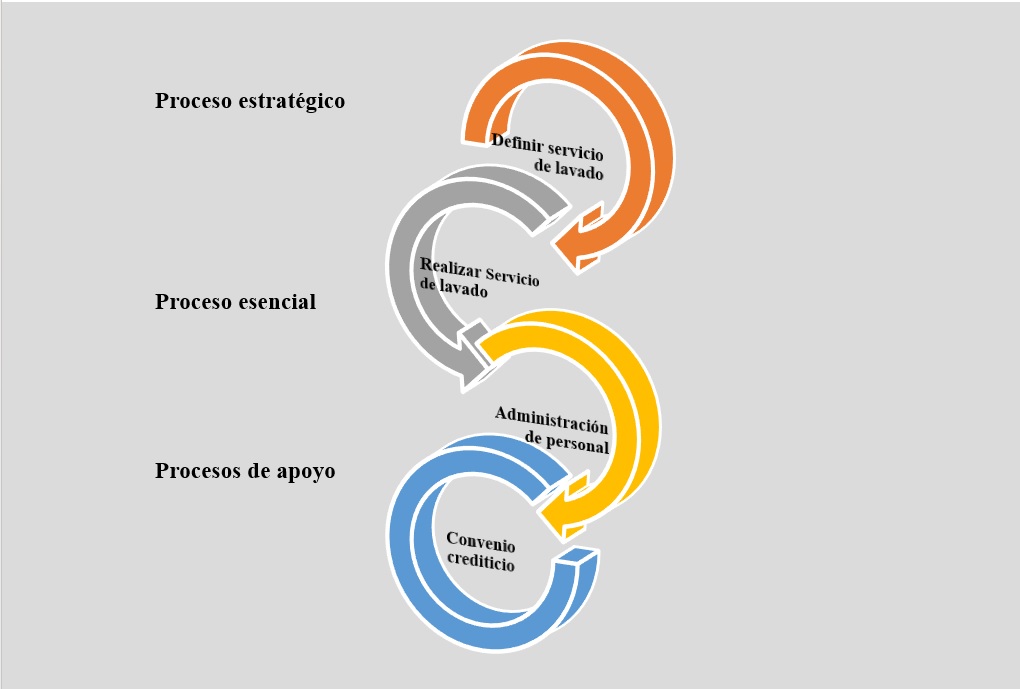 Proceso estratégico
Definir servicio
de lavado
Realizar Servicio
de lavado
Proceso esencial
Administración
de personal
Procesos de apoyo
Convenio
crediticio